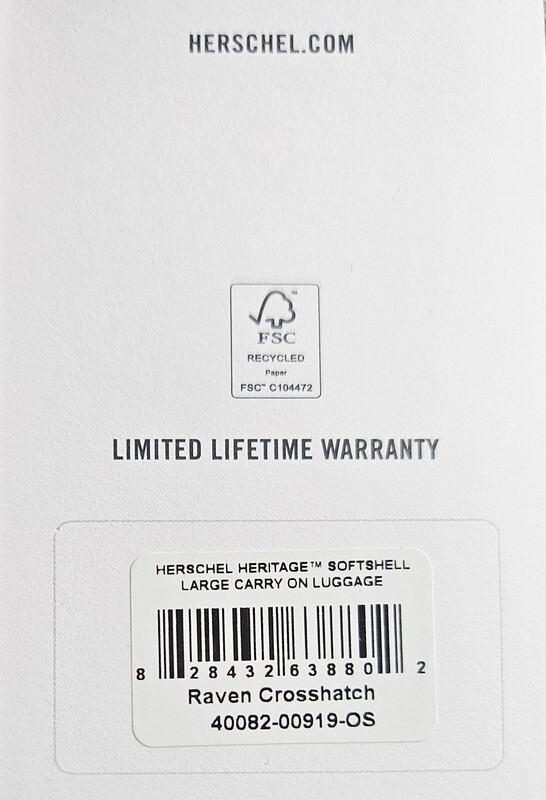 HERSCHEL.COM
™
FSC
RECYCLED
Paper
FSC™ C104472
LIMITED LIFETIME WARRANTY
HERSCHEL HERITAGE™ SOFTSHELL
LARGE CARRY ON LUGGAGE
8 28432 63880 2
Raven Crosshatch
40082-00919-OS